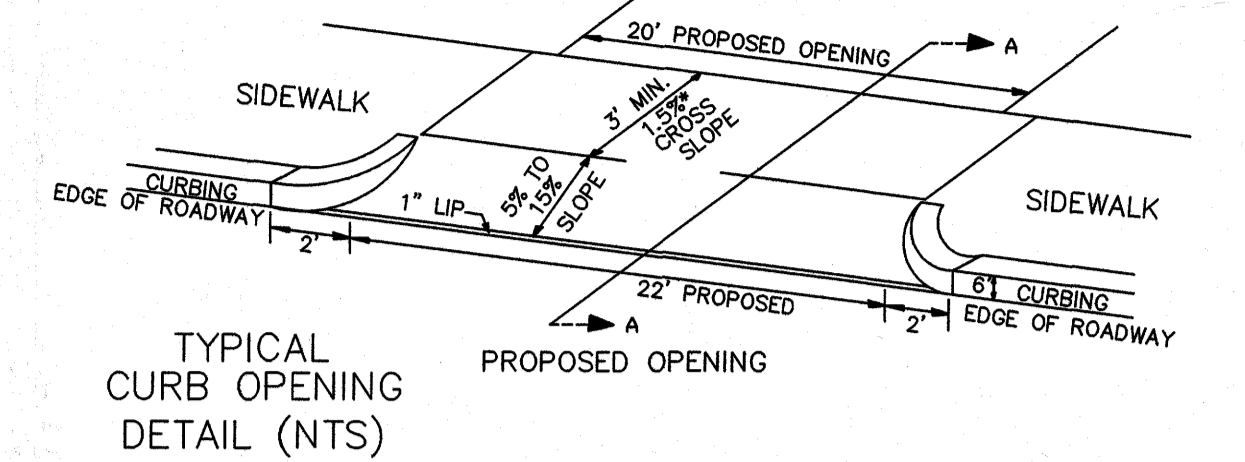 20' PROPOSED OPENING
A
SIDEWALK
3' MIN.
1.5%*
CROSS
SLOPE
5% TO
15%
SLOPE
1" LIP
CURBING
EDGE OF ROADWAY
2'
SIDEWALK
6"
CURBING
EDGE OF ROADWAY
22' PROPOSED
2'
A
PROPOSED OPENING
TYPICAL
CURB OPENING
DETAIL (NTS)